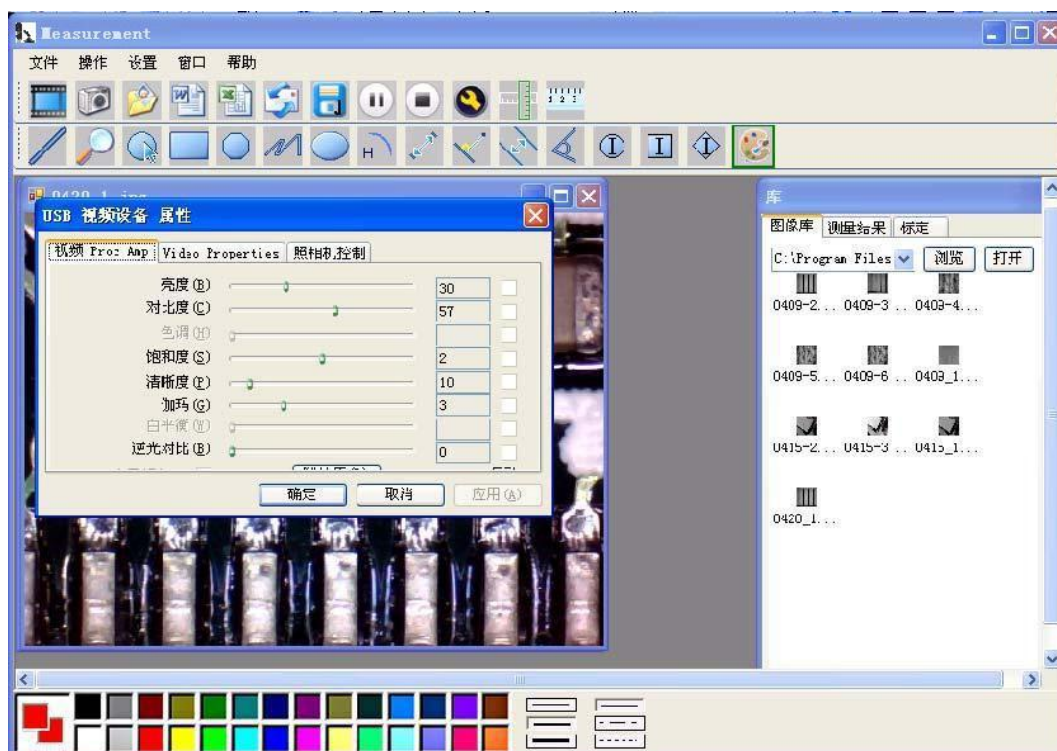 Measurement
文件 操作 设置 窗口 帮助
0420_1.jpg
USB 视频设备 属性
视频 Proc Amp Video Properties 照相机控制
亮度(B) 30
对比度(C) 57
色调(H)
饱和度(S) 2
清晰度(P) 10
伽玛(G) 3
白平衡(W)
逆光对比(B) 0
确定 取消 应用(A)
库
图像库 测量结果 标定
C:\Program Files 浏览 打开
0409-2... 0409-3 .. 0409-4...
0409-5... 0409-6 .. 0409_1...
0415-2... 0415-3 .. 0415_1...
0420_1...